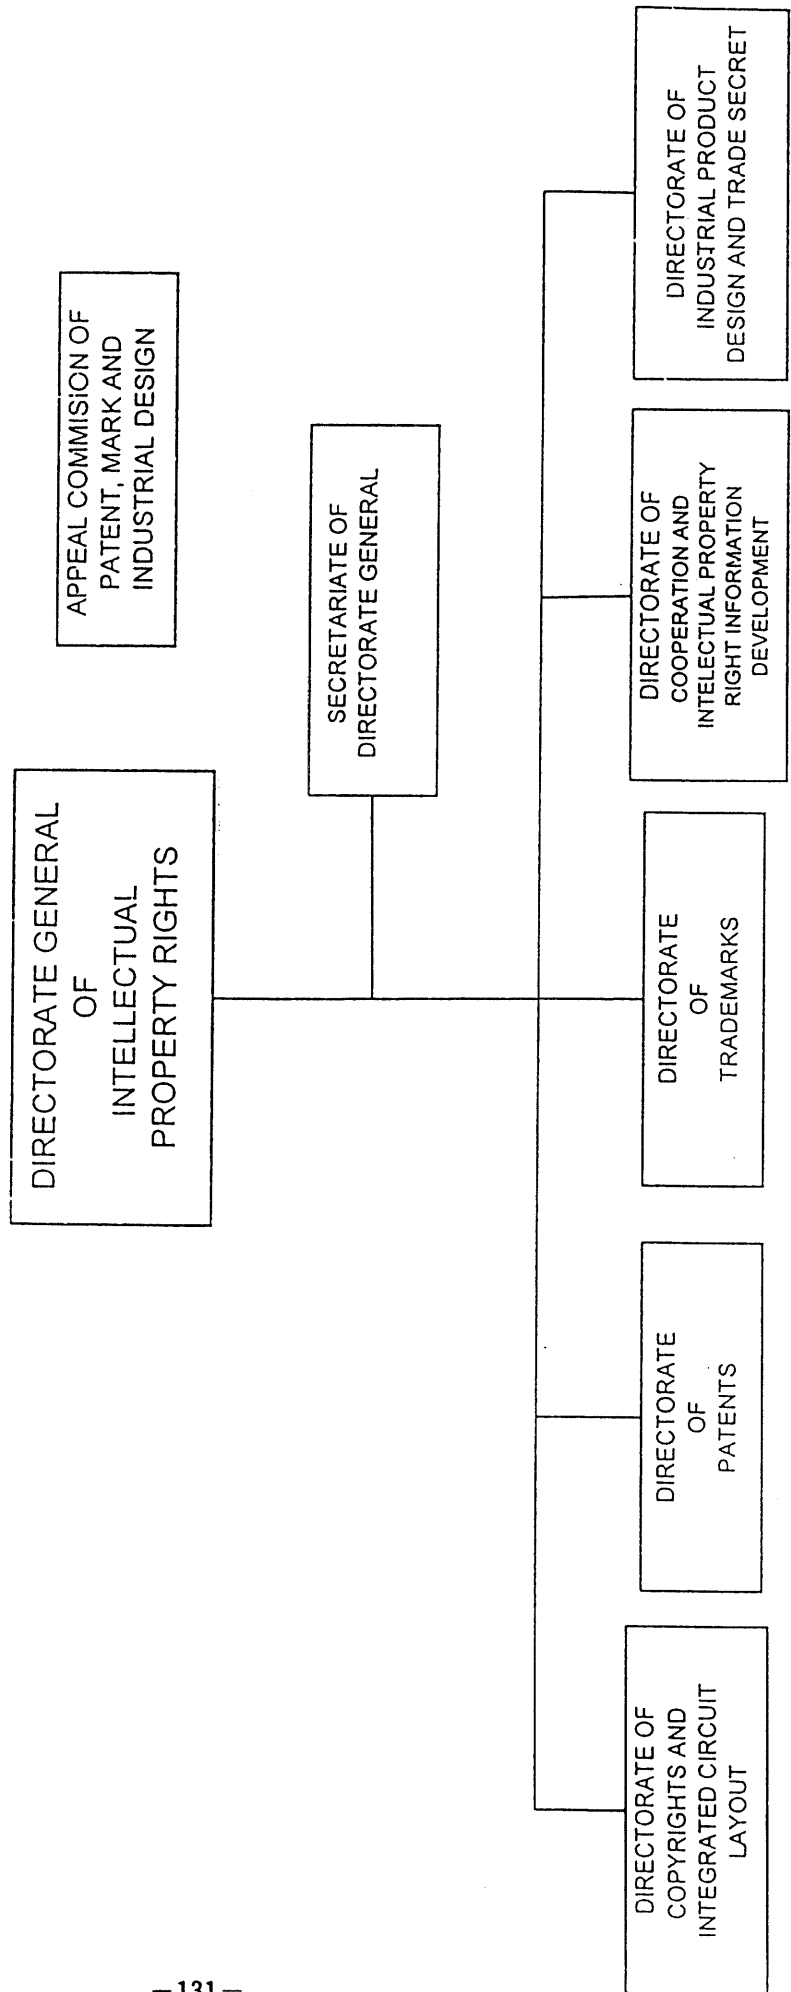 DIRECTORATE GENERAL
OF
INTELLECTUAL
PROPERTY RIGHTS
APPEAL COMMISION OF
PATENT, MARK AND
INDUSTRIAL DESIGN
SECRETARIATE OF
DIRECTORATE GENERAL
DIRECTORATE OF
COPYRIGHTS AND
INTEGRATED CIRCUIT
LAYOUT
DIRECTORATE
OF
PATENTS
DIRECTORATE
OF
TRADEMARKS
DIRECTORATE OF
COOPERATION AND
INTELECTUAL PROPERTY
RIGHT INFORMATION
DEVELOPMENT
DIRECTORATE OF
INDUSTRIAL PRODUCT
DESIGN AND TRADE SECRET
—131—